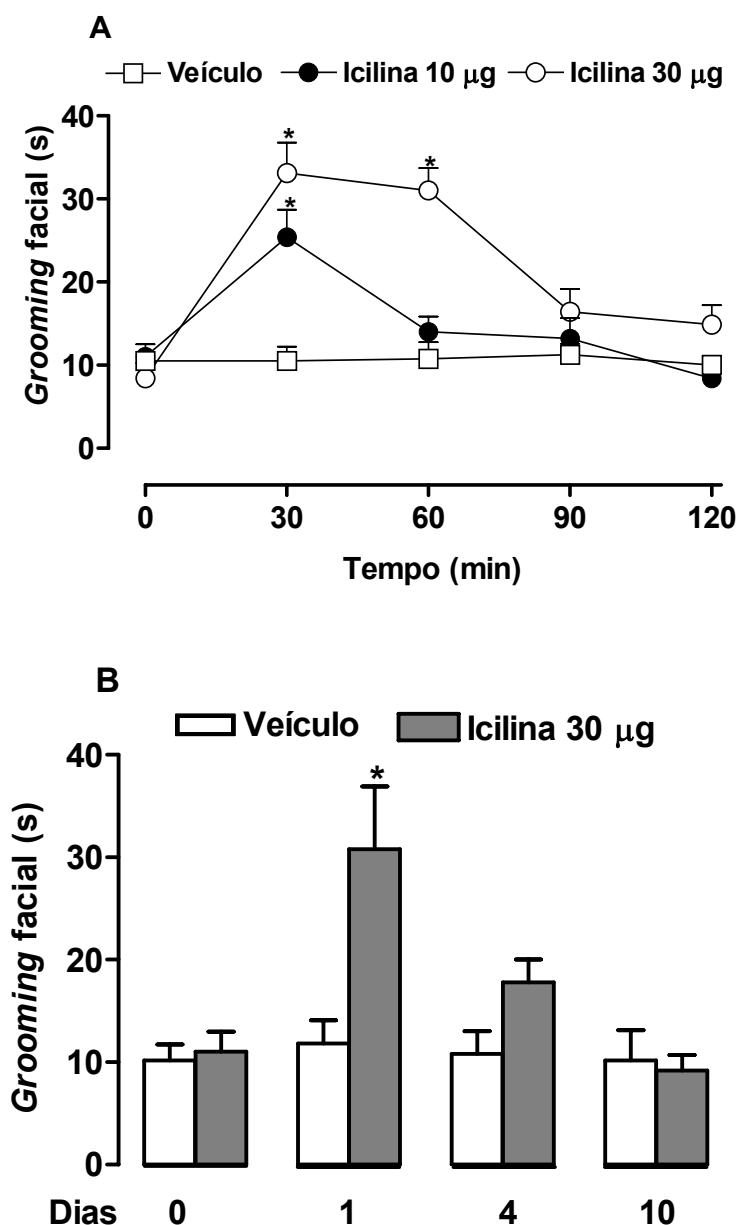 A
Veículo Icilina 10 μg Icilina 30 μg
Grooming facial (s)
40
30
20
10
0
* * *
0 30 60 90 120
Tempo (min)
B
Veículo Icilina 30 μg
Grooming facial (s)
40
30
20
10
0
*
Dias 0 1 4 10